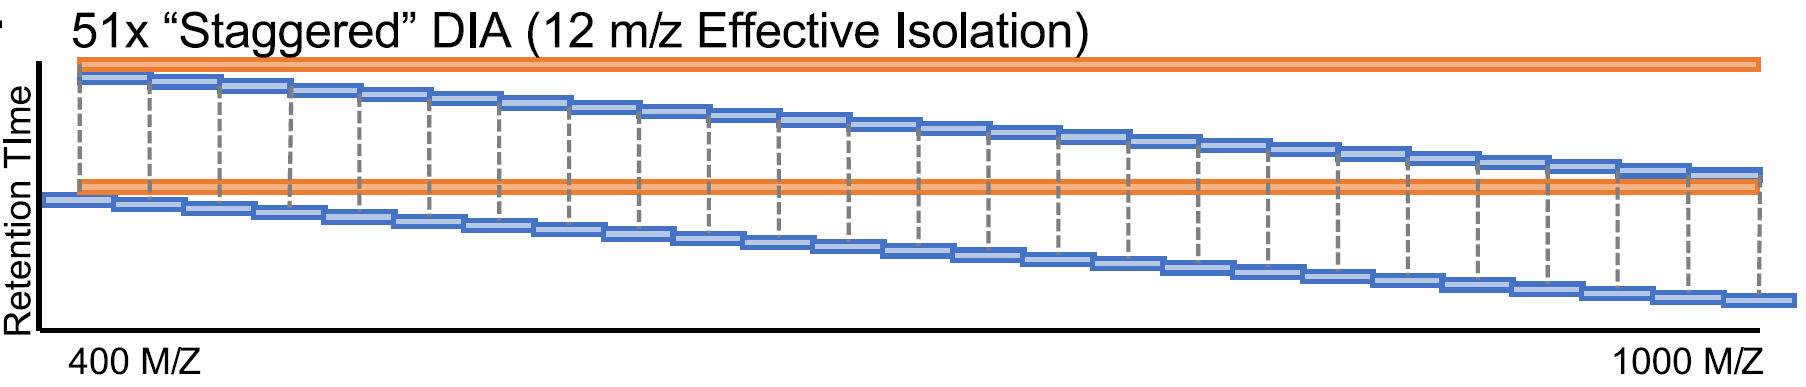 51x “Staggered” DIA (12 m/z Effective Isolation)
Retention TIme
400 M/Z
1000 M/Z